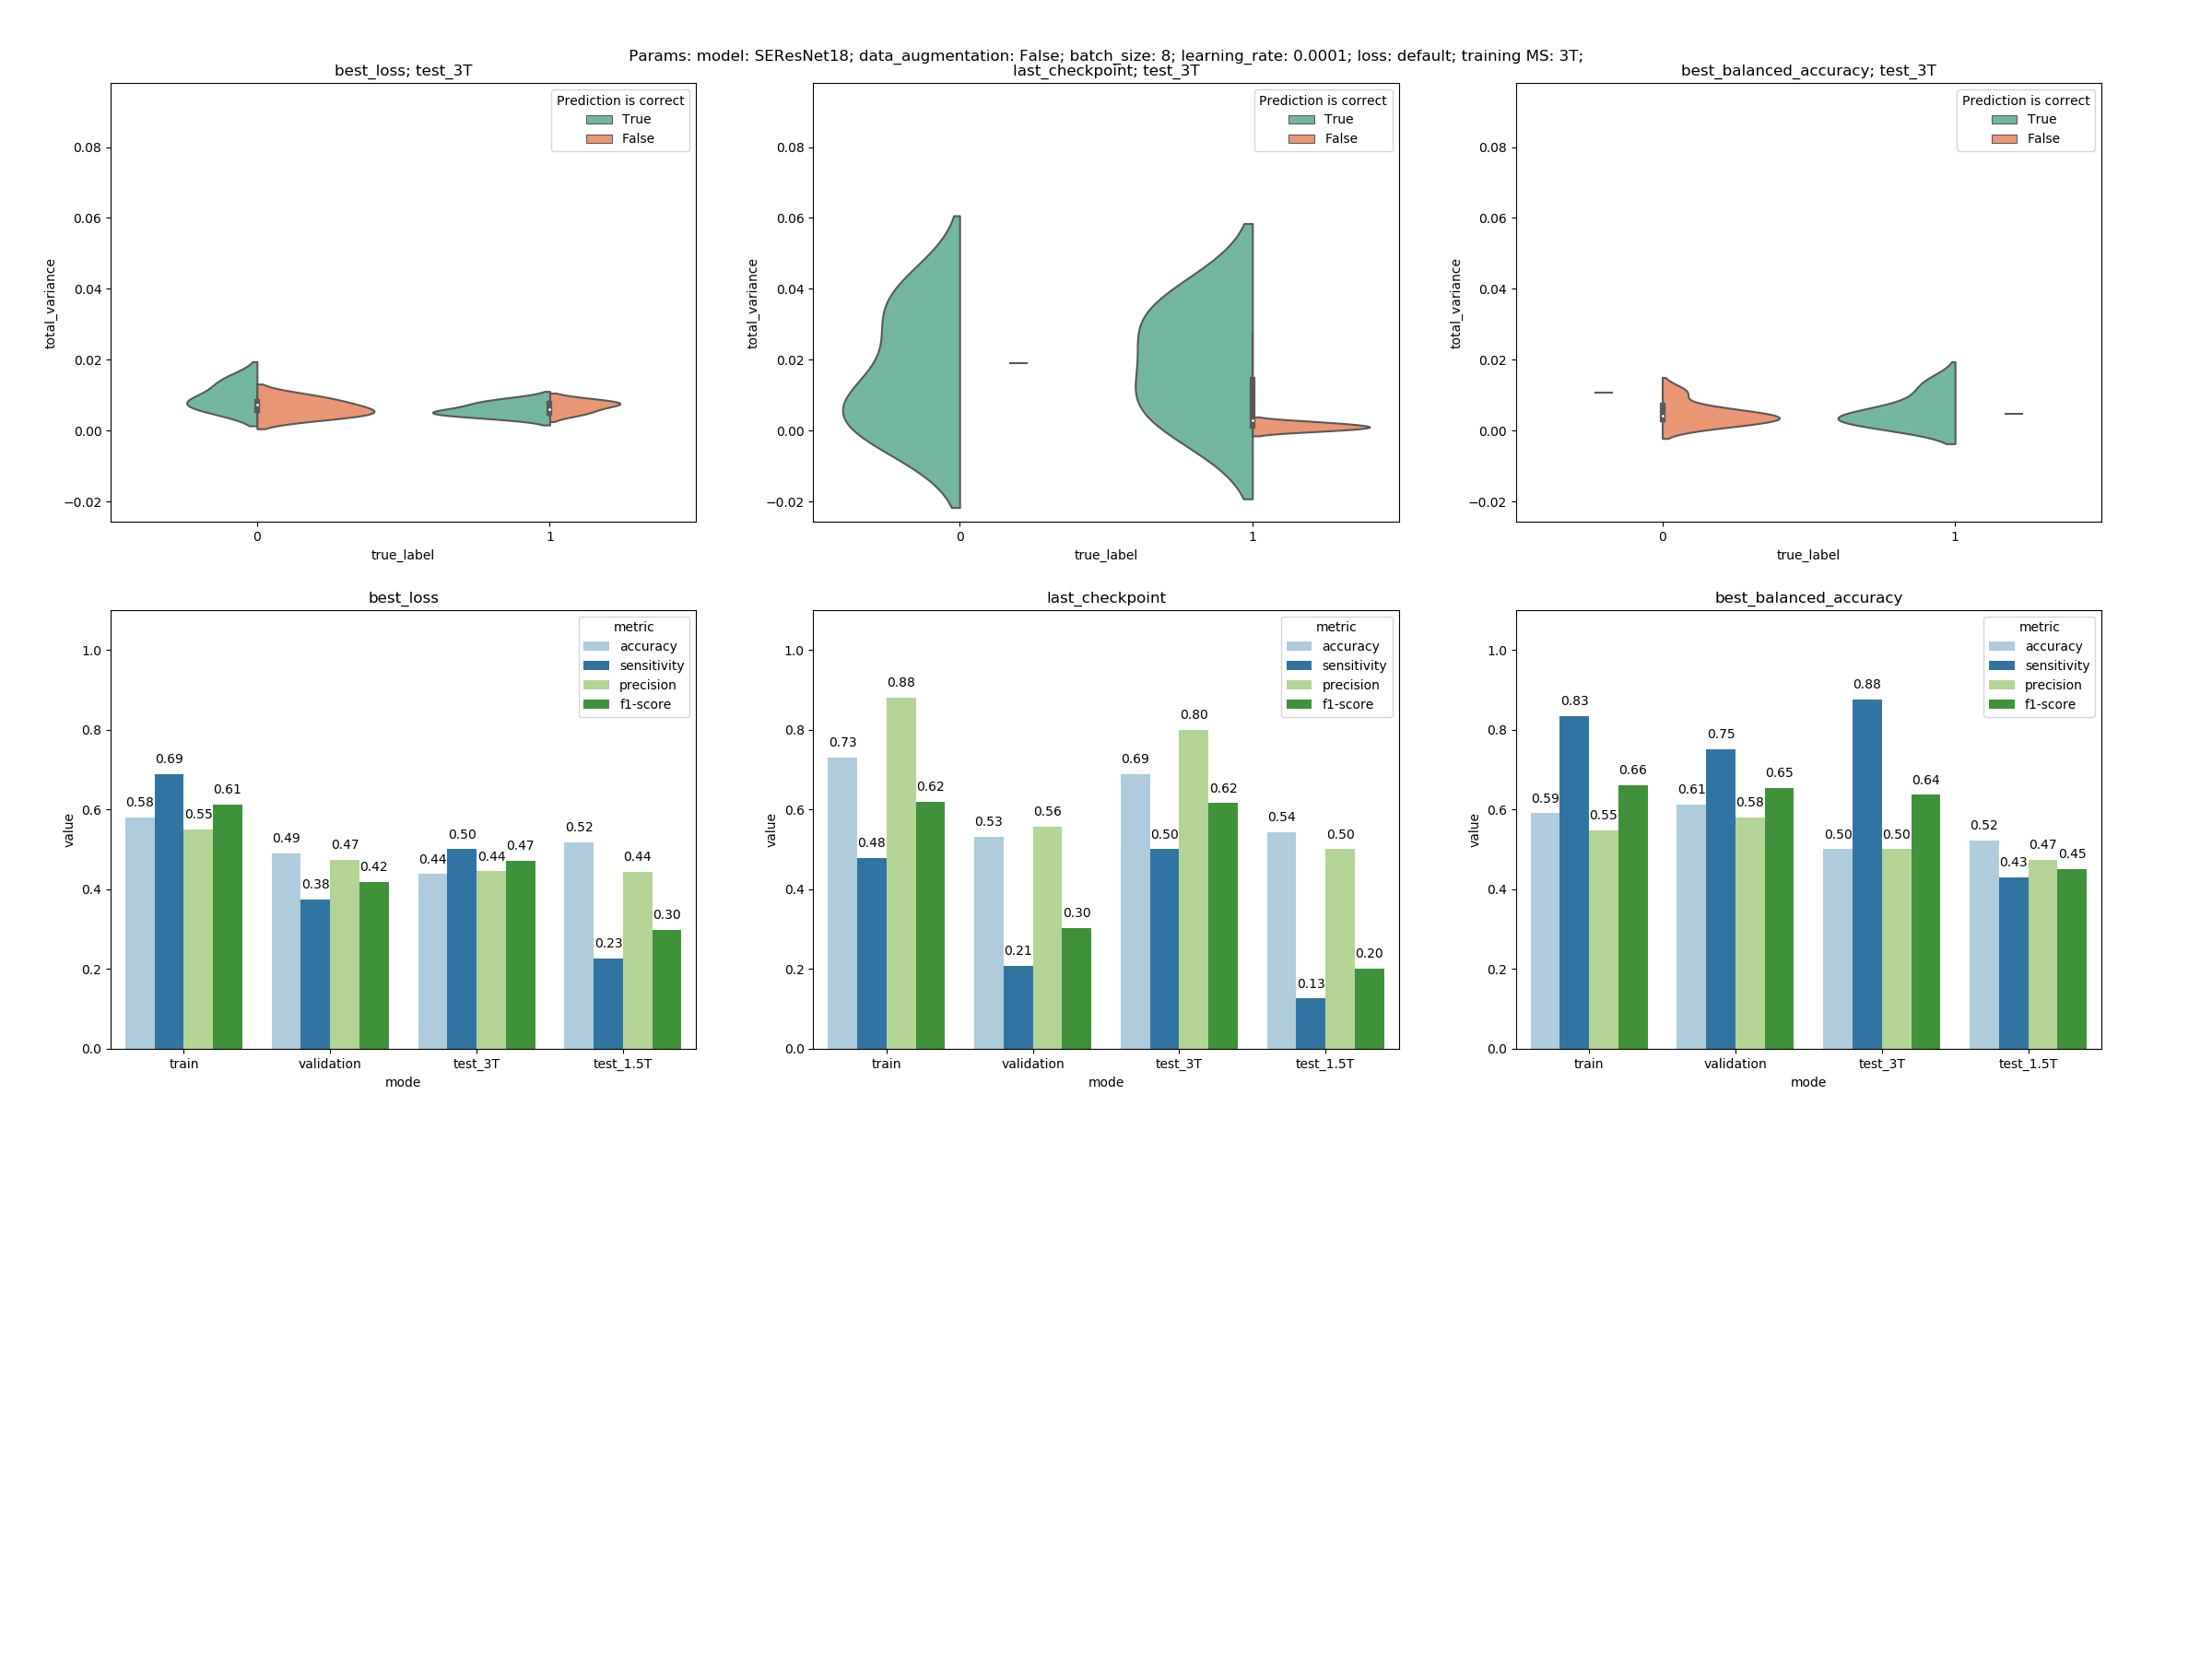 Params: model: SEResNet18; data_augmentation: False; batch_size: 8; learning_rate: 0.0001; loss: default; training MS: 3T;
best_loss; test_3T
Prediction is correct
True
False
0.08
0.06
0.04
0.02
0.00
−0.02
total_variance
0
1
true_label
last_checkpoint; test_3T
Prediction is correct
True
False
0.08
0.06
0.04
0.02
0.00
−0.02
total_variance
0
1
true_label
best_balanced_accuracy; test_3T
Prediction is correct
True
False
0.08
0.06
0.04
0.02
0.00
−0.02
total_variance
0
1
true_label
best_loss
metric
accuracy
sensitivity
precision
f1-score
1.0
0.8
0.6
0.4
0.2
0.0
value
0.58
0.69
0.55
0.61
0.49
0.38
0.47
0.42
0.44
0.50
0.44
0.47
0.52
0.23
0.44
0.30
train
validation
test_3T
test_1.5T
mode
last_checkpoint
metric
accuracy
sensitivity
precision
f1-score
1.0
0.8
0.6
0.4
0.2
0.0
value
0.73
0.48
0.88
0.62
0.53
0.21
0.56
0.30
0.69
0.50
0.80
0.62
0.54
0.13
0.50
0.20
train
validation
test_3T
test_1.5T
mode
best_balanced_accuracy
metric
accuracy
sensitivity
precision
f1-score
1.0
0.8
0.6
0.4
0.2
0.0
value
0.59
0.83
0.55
0.66
0.61
0.75
0.58
0.65
0.50
0.88
0.50
0.64
0.52
0.43
0.47
0.45
train
validation
test_3T
test_1.5T
mode